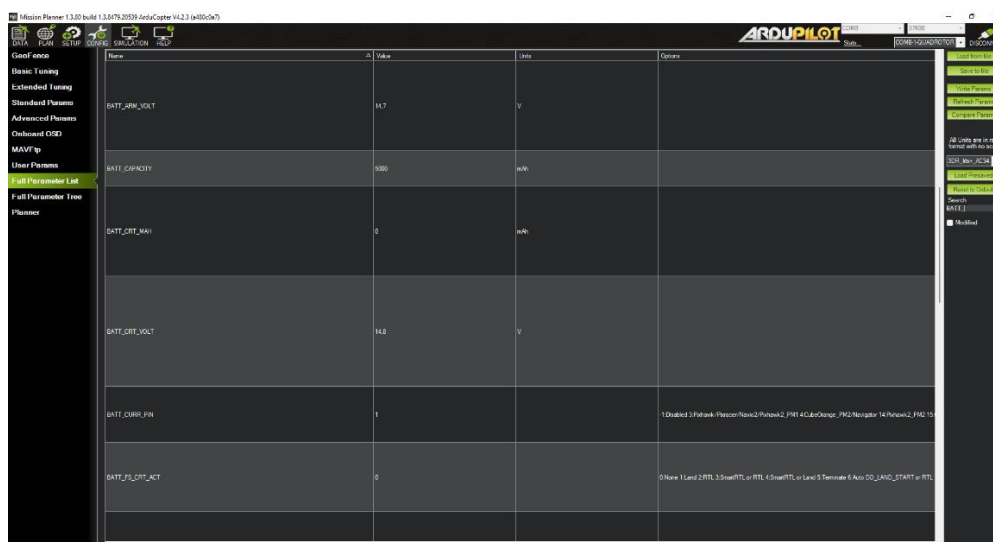 Mission Planner 1.3.80 build 1.3.8479.20539 ArduCopter V4.2.3 (e480c0a7)
DATA PLAN SETUP CONFIG SIMULATION HELP
ARDUPILOT
COM8 57600
Stats... COM8-1-QUADROTOR DISCONN
GeoFence
Basic Tuning
Extended Tuning
Standard Params
Advanced Params
Onboard OSD
MAVFtp
User Params
Full Parameter List
Full Parameter Tree
Planner
Name Value Units Options
BATT_ARM_VOLT 14.7 V
BATT_CAPACITY 5000 mAh
BATT_CRT_MAH 0 mAh
BATT_CRT_VOLT 14.8 V
BATT_CURR_PIN 1 -1:Disabled 3:Pixhawk/Pixracer/Navio2/Pixhawk2_PM1 4:CubeOrange_PM2/Navigator 14:Pixhawk2_PM2 15:
BATT_FS_CRT_ACT 0 0:None 1:Land 2:RTL 3:SmartRTL or RTL 4:SmartRTL or Land 5:Terminate 6:Auto DO_LAND_START or RTL
Load from file
Save to file
Write Params
Refresh Params
Compare Param
All Units are in
format with no
Load Presaved
Reset to Default
Search
BATT_
Modified